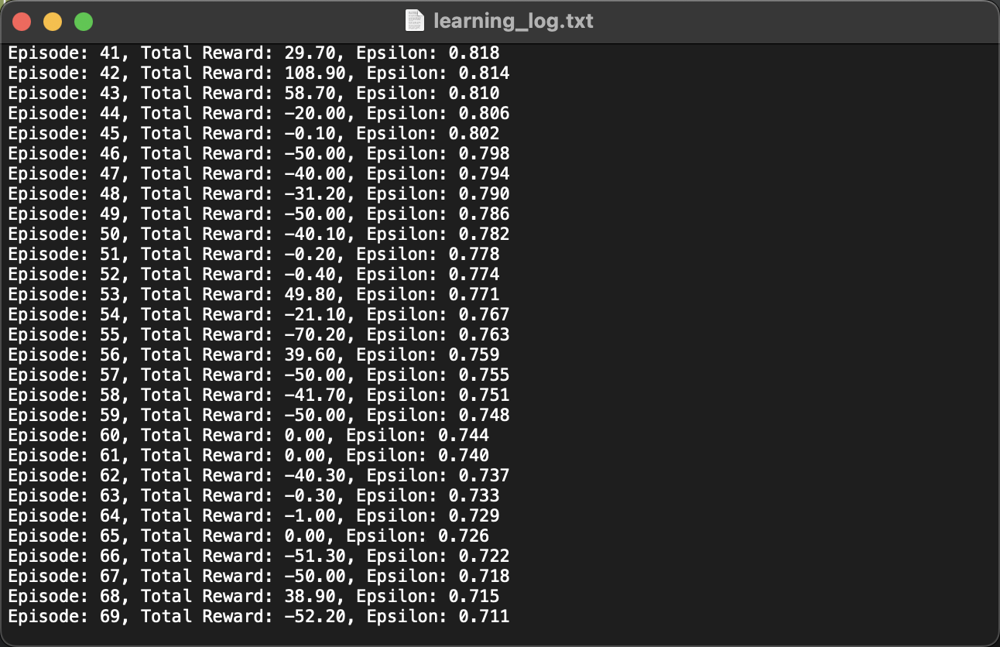 learning_log.txt
Episode: 41, Total Reward: 29.70, Epsilon: 0.818
Episode: 42, Total Reward: 108.90, Epsilon: 0.814
Episode: 43, Total Reward: 58.70, Epsilon: 0.810
Episode: 44, Total Reward: -20.00, Epsilon: 0.806
Episode: 45, Total Reward: -0.10, Epsilon: 0.802
Episode: 46, Total Reward: -50.00, Epsilon: 0.798
Episode: 47, Total Reward: -40.00, Epsilon: 0.794
Episode: 48, Total Reward: -31.20, Epsilon: 0.790
Episode: 49, Total Reward: -50.00, Epsilon: 0.786
Episode: 50, Total Reward: -40.10, Epsilon: 0.782
Episode: 51, Total Reward: -0.20, Epsilon: 0.778
Episode: 52, Total Reward: -0.40, Epsilon: 0.774
Episode: 53, Total Reward: 49.80, Epsilon: 0.771
Episode: 54, Total Reward: -21.10, Epsilon: 0.767
Episode: 55, Total Reward: -70.20, Epsilon: 0.763
Episode: 56, Total Reward: 39.60, Epsilon: 0.759
Episode: 57, Total Reward: -50.00, Epsilon: 0.755
Episode: 58, Total Reward: -41.70, Epsilon: 0.751
Episode: 59, Total Reward: -50.00, Epsilon: 0.748
Episode: 60, Total Reward: 0.00, Epsilon: 0.744
Episode: 61, Total Reward: 0.00, Epsilon: 0.740
Episode: 62, Total Reward: -40.30, Epsilon: 0.737
Episode: 63, Total Reward: -0.30, Epsilon: 0.733
Episode: 64, Total Reward: -1.00, Epsilon: 0.729
Episode: 65, Total Reward: 0.00, Epsilon: 0.726
Episode: 66, Total Reward: -51.30, Epsilon: 0.722
Episode: 67, Total Reward: -50.00, Epsilon: 0.718
Episode: 68, Total Reward: 38.90, Epsilon: 0.715
Episode: 69, Total Reward: -52.20, Epsilon: 0.711